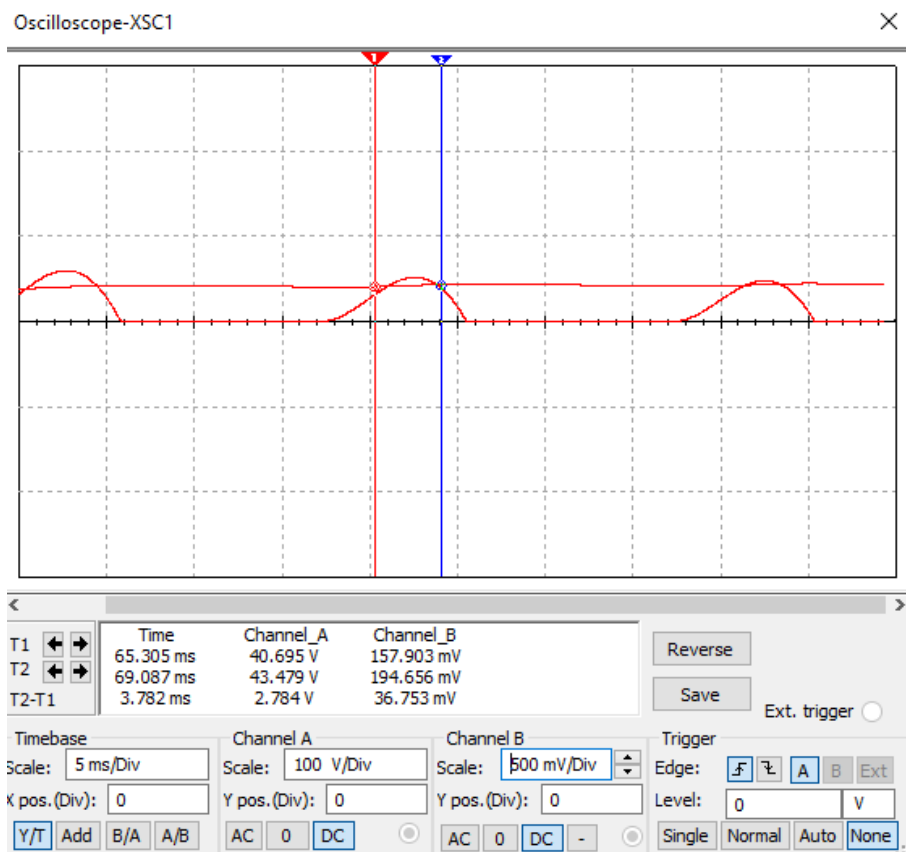 Oscilloscope-XSC1
1 2
Time Channel_A Channel_B
T1 65.305 ms 40.695 V 157.903 mV
T2 69.087 ms 43.479 V 194.656 mV
T2-T1 3.782 ms 2.784 V 36.753 mV
Reverse
Save
Ext. trigger
Timebase
Scale: 5 ms/Div
X pos.(Div): 0
Y/T Add B/A A/B
Channel A
Scale: 100 V/Div
Y pos.(Div): 0
AC 0 DC
Channel B
Scale: 500 mV/Div
Y pos.(Div): 0
AC 0 DC -
Trigger
Edge: A B Ext
Level: 0 V
Single Normal Auto None